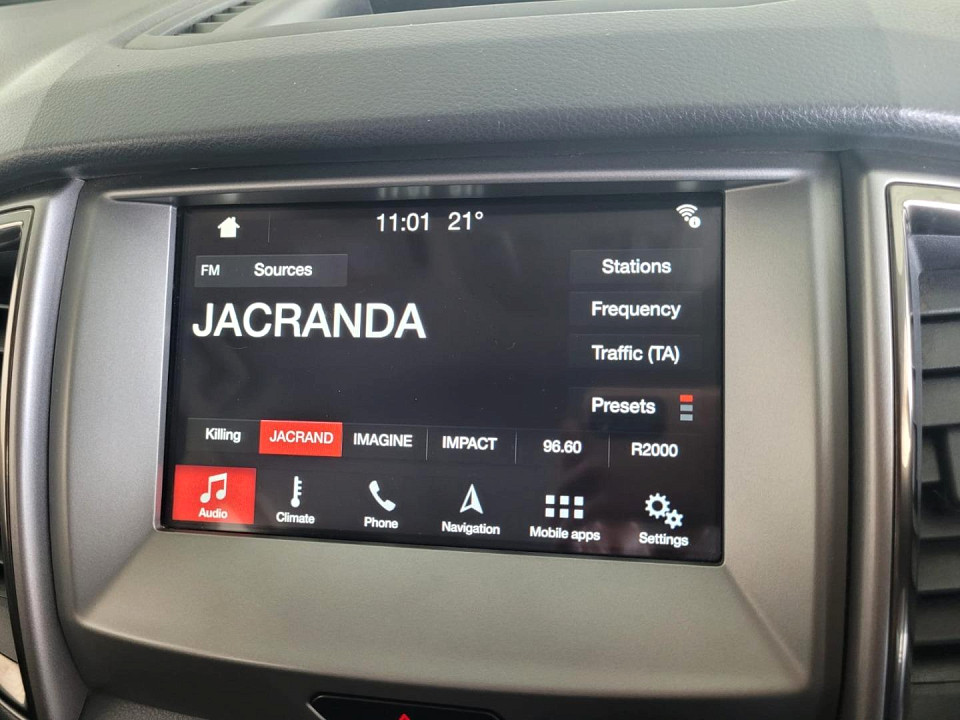 11:01 21°
FM Sources
Stations
JACRANDA
Frequency
Traffic (TA)
Presets
Killing JACRAND IMAGINE IMPACT 96.60 R2000
Audio Climate Phone Navigation Mobile apps Settings